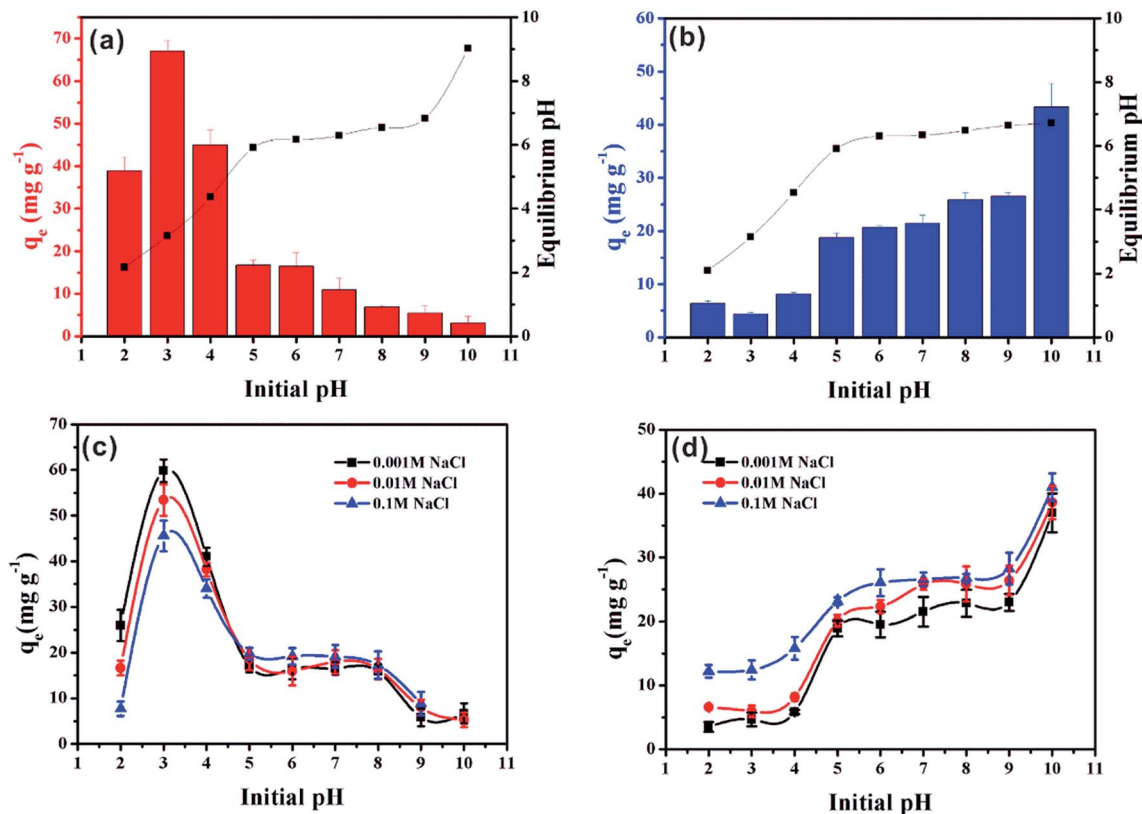 (a)
q_e (mg g⁻¹)
70
60
50
40
30
20
10
0
10
8
6
4
2
0
Equilibrium pH
1 2 3 4 5 6 7 8 9 10 11
Initial pH
(b)
q_e (mg g⁻¹)
60
50
40
30
20
10
0
10
8
6
4
2
0
Equilibrium pH
1 2 3 4 5 6 7 8 9 10 11
Initial pH
(c)
q_e(mg g⁻¹)
70
60
50
40
30
20
10
0
0.001M NaCl
0.01M NaCl
0.1M NaCl
1 2 3 4 5 6 7 8 9 10 11
Initial pH
(d)
q_e(mg g⁻¹)
50
40
30
20
10
0
0.001M NaCl
0.01M NaCl
0.1M NaCl
1 2 3 4 5 6 7 8 9 10 11
Initial pH